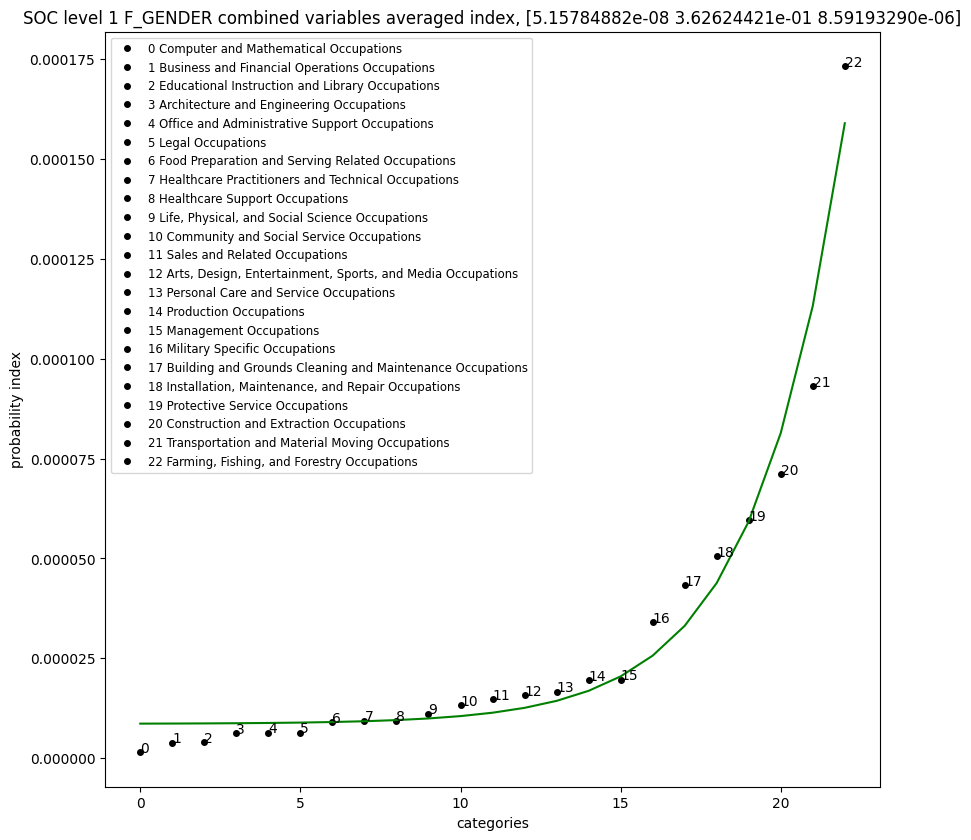 SOC level 1 F_GENDER combined variables averaged index, [5.15784882e-08 3.62624421e-01 8.59193290e-06]
0 Computer and Mathematical Occupations
1 Business and Financial Operations Occupations
2 Educational Instruction and Library Occupations
3 Architecture and Engineering Occupations
4 Office and Administrative Support Occupations
5 Legal Occupations
6 Food Preparation and Serving Related Occupations
7 Healthcare Practitioners and Technical Occupations
8 Healthcare Support Occupations
9 Life, Physical, and Social Science Occupations
10 Community and Social Service Occupations
11 Sales and Related Occupations
12 Arts, Design, Entertainment, Sports, and Media Occupations
13 Personal Care and Service Occupations
14 Production Occupations
15 Management Occupations
16 Military Specific Occupations
17 Building and Grounds Cleaning and Maintenance Occupations
18 Installation, Maintenance, and Repair Occupations
19 Protective Service Occupations
20 Construction and Extraction Occupations
21 Transportation and Material Moving Occupations
22 Farming, Fishing, and Forestry Occupations
0.000175
0.000150
0.000125
0.000100
0.000075
0.000050
0.000025
0.000000
probability index
0
1
2
3
4
5
6
7
8
9
10
11
12
13
14
15
16
17
18
19
20
21
22
0
5
10
15
20
categories